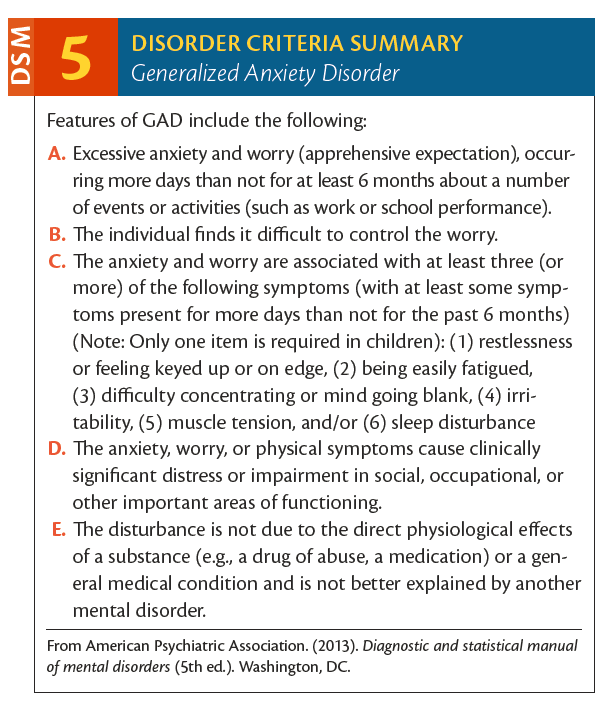 DSM
5
DISORDER CRITERIA SUMMARY
Generalized Anxiety Disorder
Features of GAD include the following:
A. Excessive anxiety and worry (apprehensive expectation), occur-
ring more days than not for at least 6 months about a number
of events or activities (such as work or school performance).
B. The individual finds it difficult to control the worry.
C. The anxiety and worry are associated with at least three (or
more) of the following symptoms (with at least some symp-
toms present for more days than not for the past 6 months)
(Note: Only one item is required in children): (1) restlessness
or feeling keyed up or on edge, (2) being easily fatigued,
(3) difficulty concentrating or mind going blank, (4) irri-
tability, (5) muscle tension, and/or (6) sleep disturbance
D. The anxiety, worry, or physical symptoms cause clinically
significant distress or impairment in social, occupational, or
other important areas of functioning.
E. The disturbance is not due to the direct physiological effects
of a substance (e.g., a drug of abuse, a medication) or a gen-
eral medical condition and is not better explained by another
mental disorder.
From American Psychiatric Association. (2013). Diagnostic and statistical manual
of mental disorders (5th ed.). Washington, DC.